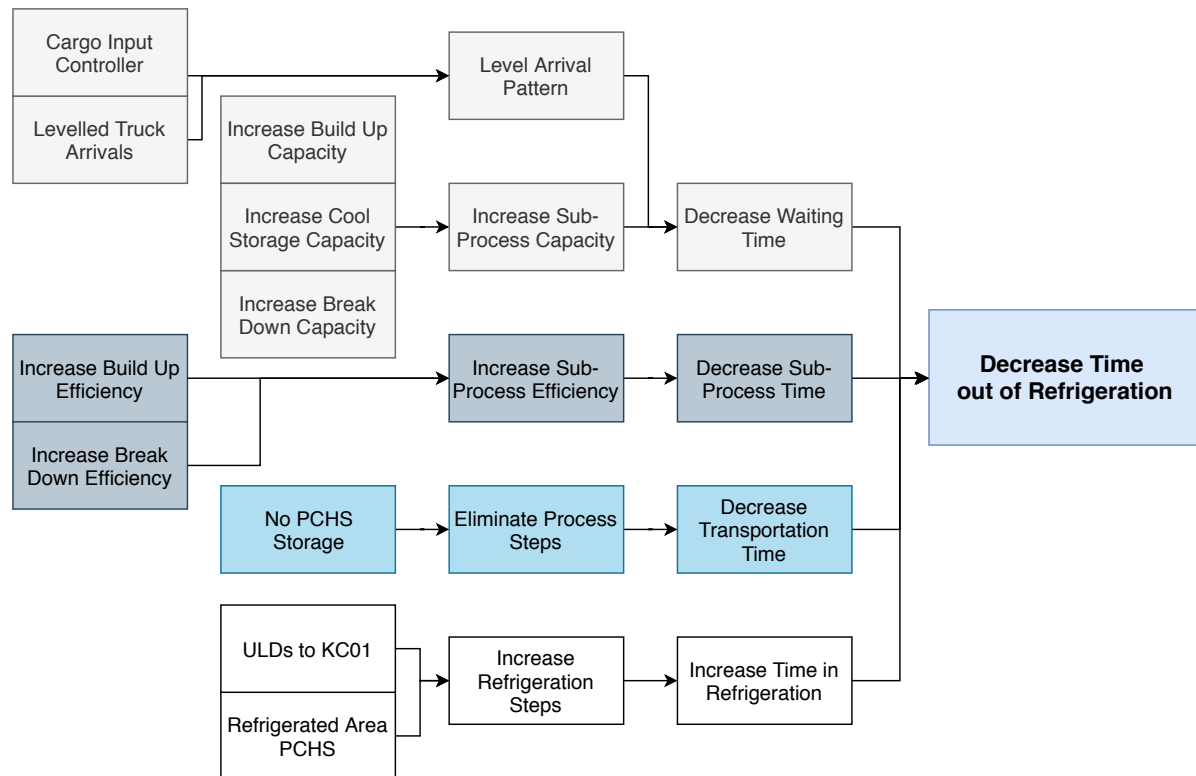 Cargo Input
Controller
Levelled Truck
Arrivals
Level Arrival
Pattern
Increase Build Up
Capacity
Increase Cool
Storage Capacity
Increase Break
Down Capacity
Increase Sub-
Process Capacity
Decrease Waiting
Time
Increase Build Up
Efficiency
Increase Break
Down Efficiency
Increase Sub-
Process Efficiency
Decrease Sub-
Process Time
Decrease Time
out of Refrigeration
No PCHS
Storage
Eliminate Process
Steps
Decrease
Transportation
Time
ULDs to KC01
Refrigerated Area
PCHS
Increase
Refrigeration
Steps
Increase Time in
Refrigeration